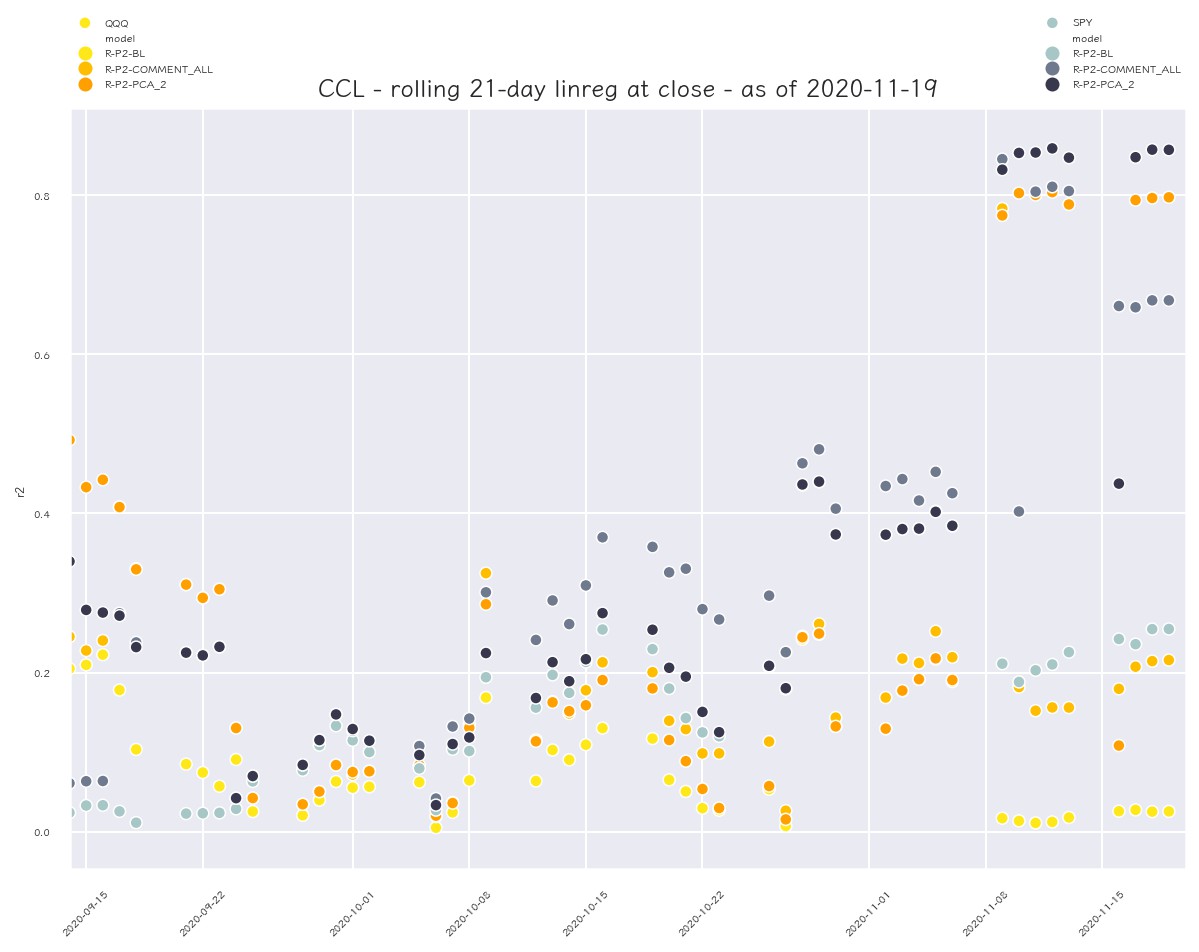 QQQ
model
R-P2-BL
R-P2-COMMENT_ALL
R-P2-PCA_2
SPY
model
R-P2-BL
R-P2-COMMENT_ALL
R-P2-PCA_2
CCL - rolling 21-day linreg at close - as of 2020-11-19
r2
0.8
0.6
0.4
0.2
0.0
2020-09-15
2020-09-22
2020-10-01
2020-10-08
2020-10-15
2020-10-22
2020-11-01
2020-11-08
2020-11-15